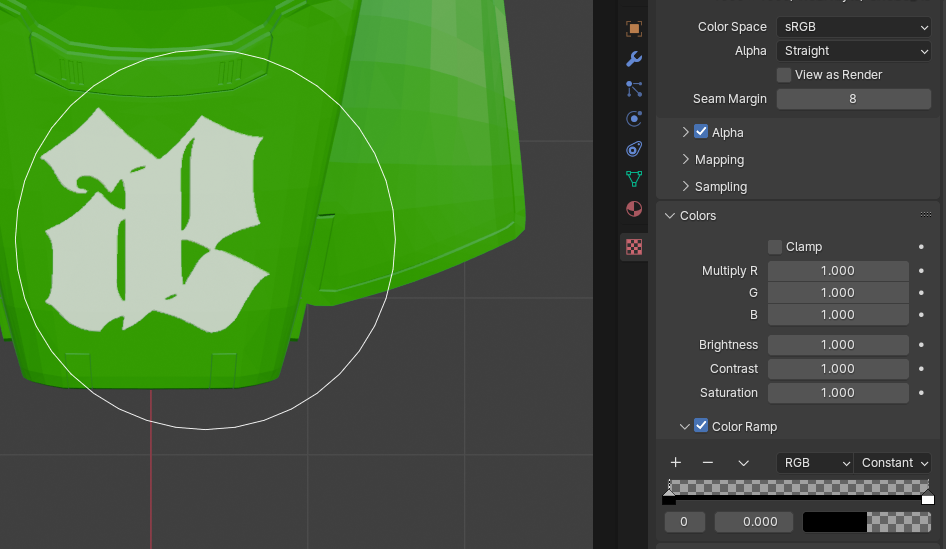 Color Space sRGB
Alpha Straight
View as Render
Seam Margin 8
Alpha
Mapping
Sampling
Colors
Clamp
Multiply R 1.000
G 1.000
B 1.000
Brightness 1.000
Contrast 1.000
Saturation 1.000
Color Ramp
RGB Constant
0 0.000
æ